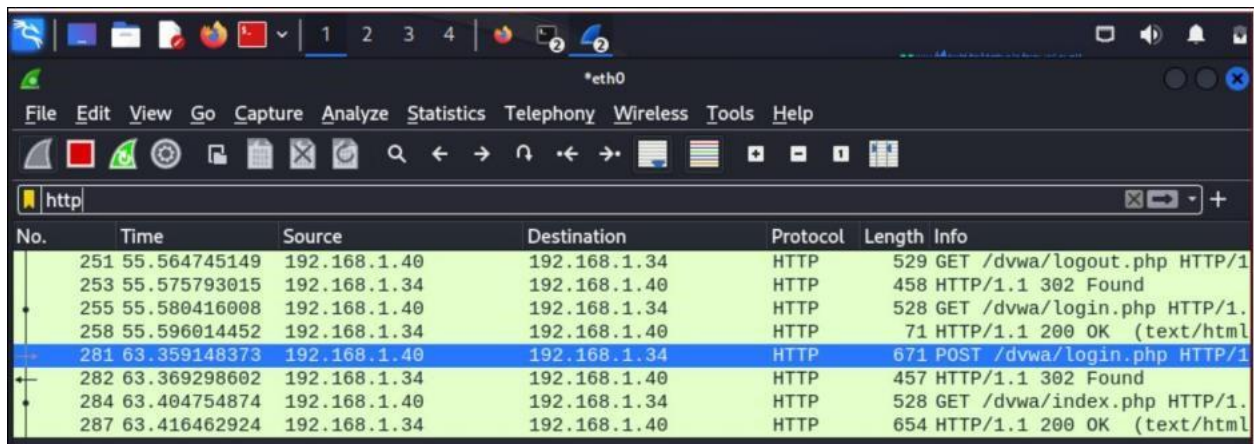 1 2 3 4 2 2
*eth0
File Edit View Go Capture Analyze Statistics Telephony Wireless Tools Help
http
No. Time Source Destination Protocol Length Info
251 55.564745149 192.168.1.40 192.168.1.34 HTTP 529 GET /dvwa/logout.php HTTP/1
253 55.575793015 192.168.1.34 192.168.1.40 HTTP 458 HTTP/1.1 302 Found
255 55.580416008 192.168.1.40 192.168.1.34 HTTP 528 GET /dvwa/login.php HTTP/1.
258 55.596014452 192.168.1.34 192.168.1.40 HTTP 71 HTTP/1.1 200 OK (text/html
281 63.359148373 192.168.1.40 192.168.1.34 HTTP 671 POST /dvwa/login.php HTTP/1
282 63.369298602 192.168.1.34 192.168.1.40 HTTP 457 HTTP/1.1 302 Found
284 63.404754874 192.168.1.40 192.168.1.34 HTTP 528 GET /dvwa/index.php HTTP/1.
287 63.416462924 192.168.1.34 192.168.1.40 HTTP 654 HTTP/1.1 200 OK (text/html